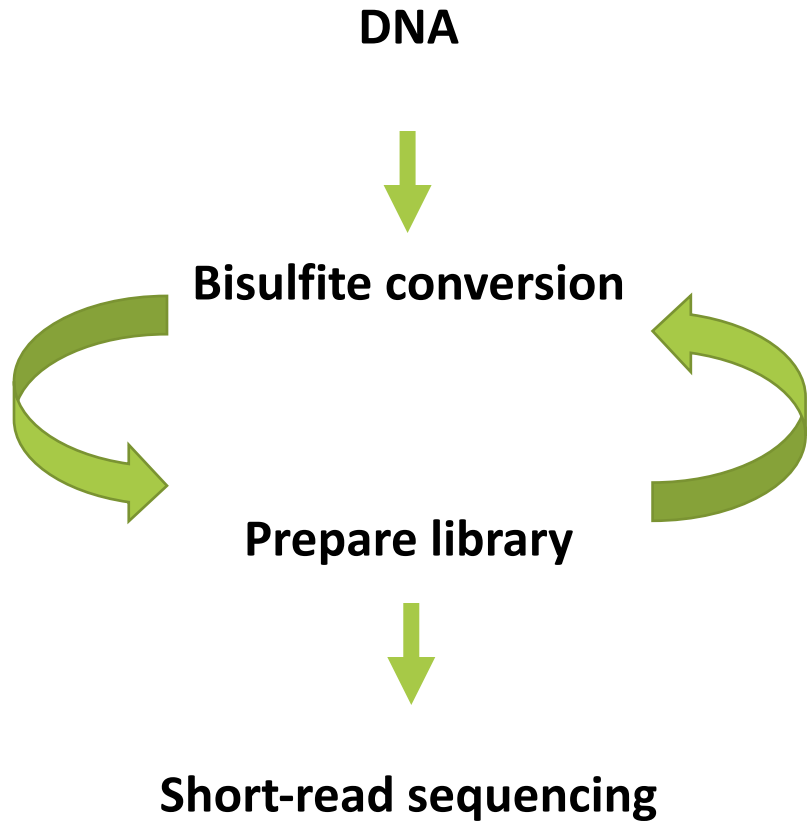 DNA
Bisulfite conversion
Prepare library
Short-read sequencing